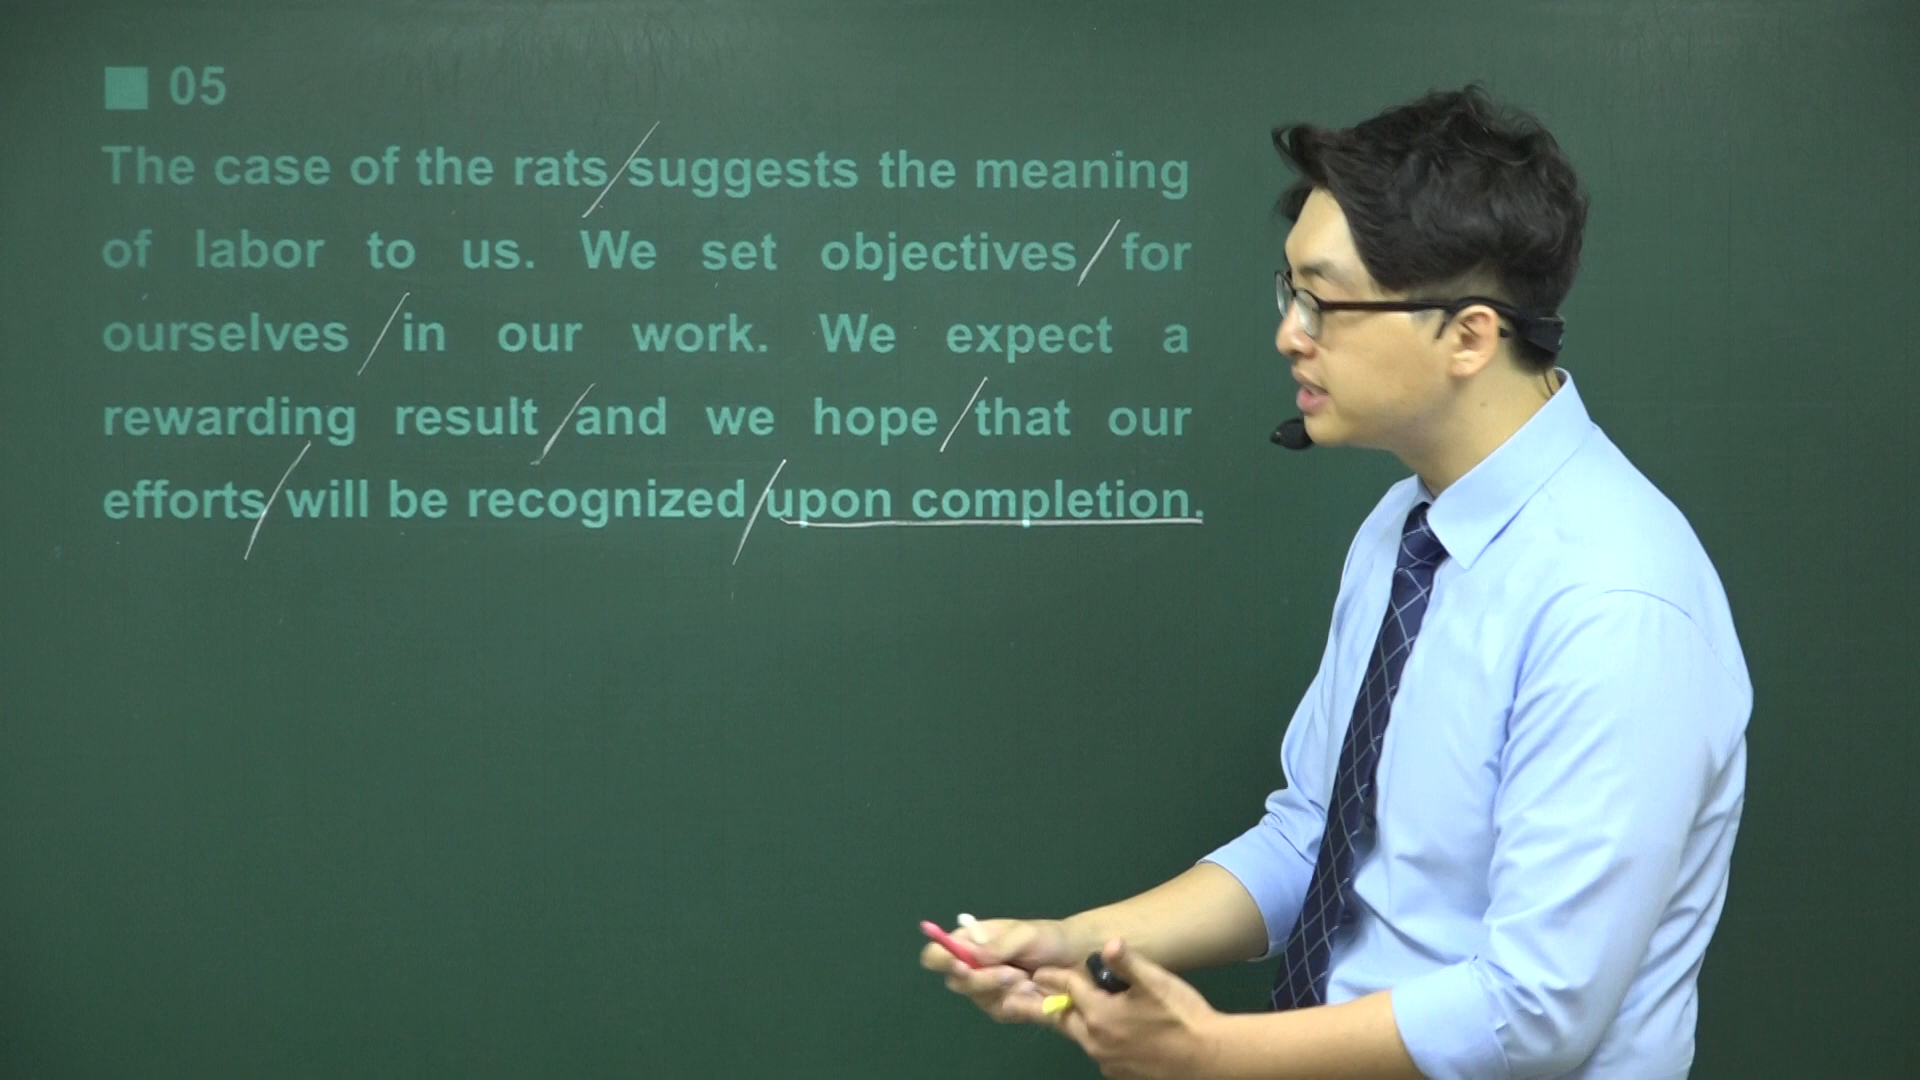 ■ 05
The case of the rats / suggests the meaning
of labor to us. We set objectives / for
ourselves / in our work. We expect a
rewarding result / and we hope / that our
efforts / will be recognized / upon completion.